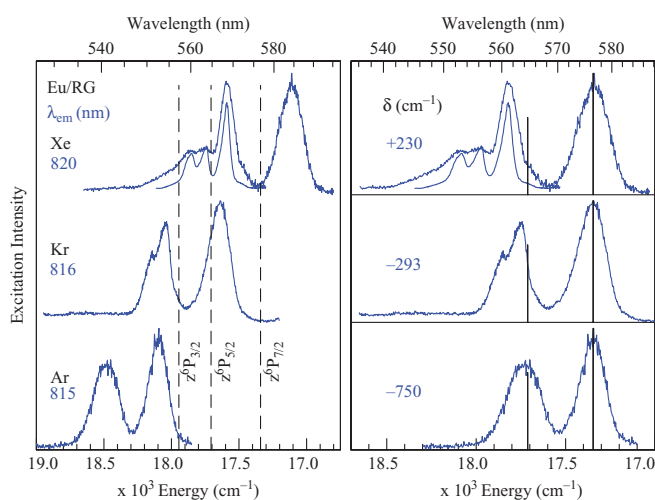 Wavelength (nm)
540 560 580
Eu/RG
λem (nm)
Xe
820
Kr
816
Ar
815
z⁶P3/2
z⁶P5/2
z⁶P7/2
Excitation Intensity
19.0 18.5 18.0 17.5 17.0
x 10³ Energy (cm⁻¹)
Wavelength (nm)
540 550 560 570 580
δ (cm⁻¹)
+230
−293
−750
18.5 18.0 17.5 17.0
x 10³ Energy (cm⁻¹)